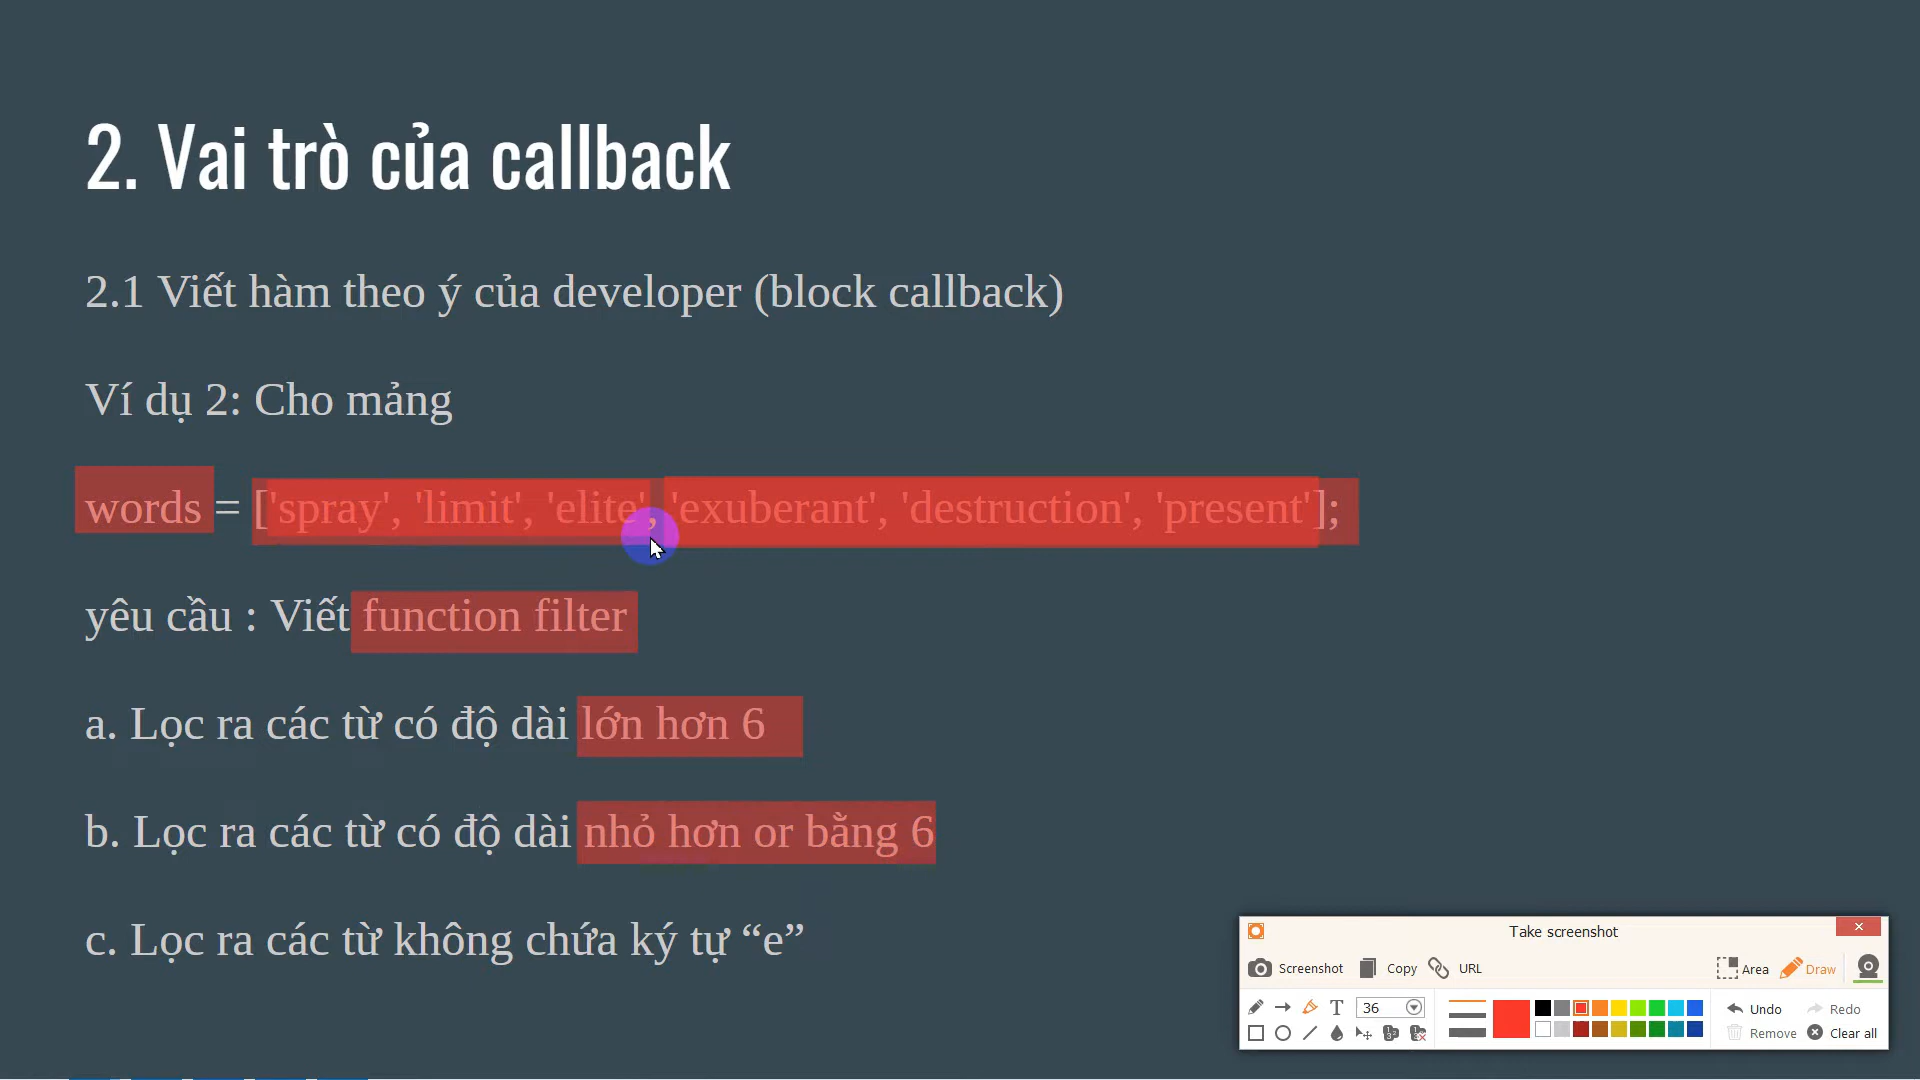 2. Vai trò của callback
2.1 Viết hàm theo ý của developer (block callback)
Ví dụ 2: Cho mảng
words = ['spray', 'limit', 'elite', 'exuberant', 'destruction', 'present'];
yêu cầu : Viết function filter
a. Lọc ra các từ có độ dài lớn hơn 6
b. Lọc ra các từ có độ dài nhỏ hơn or bằng 6
c. Lọc ra các từ không chứa ký tự “e”
Take screenshot
Screenshot Copy URL Area Draw
T 36 Undo Redo
Remove Clear all